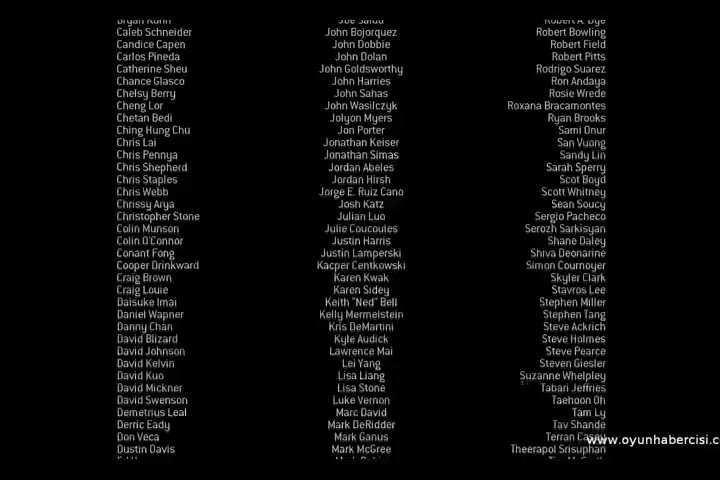 Caleb Schneider
Candice Capen
Carlos Pineda
Catherine Sheu
Chance Glasco
Chelsy Berry
Cheng Lor
Chetan Bedi
Ching Hung Chu
Chris Lai
Chris Pennya
Chris Shepherd
Chris Staples
Chris Webb
Chrissy Arya
Christopher Stone
Colin Munson
Colin O'Connor
Conant Fong
Cooper Drinkward
Craig Brown
Craig Louie
Daisuke Imai
Daniel Wapner
Danny Chan
David Blizard
David Johnson
David Kelvin
David Kuo
David Mickner
David Swenson
Demetrius Leal
Derric Eady
Don Veca
Dustin Davis
John Bojorquez
John Dobbie
John Dolan
John Goldsworthy
John Harries
John Sahas
John Wasilczyk
Jolyon Myers
Jon Porter
Jonathan Keiser
Jonathan Simas
Jordan Abeles
Jordan Hirsh
Jorge E. Ruiz Cano
Josh Katz
Julian Luo
Julie Coucoules
Justin Harris
Justin Lamperski
Kacper Centkowski
Karen Kwak
Karen Sidey
Keith "Ned" Bell
Kelly Mermelstein
Kris DeMartini
Kyle Audick
Lawrence Mai
Lei Yang
Lisa Liang
Lisa Stone
Luke Vernon
Marc David
Mark DeRidder
Mark Ganus
Mark McGree
Robert A. Dye
Robert Bowling
Robert Field
Robert Pitts
Rodrigo Suarez
Ron Andaya
Rosie Wrede
Roxana Bracamontes
Ryan Brooks
Sami Onur
San Vuong
Sandy Lin
Sarah Sperry
Scot Boyd
Scott Whitney
Sean Soucy
Sergio Pacheco
Serozh Sarkisyan
Shane Daley
Shiva Deonarine
Simon Cournoyer
Skyler Clark
Stavros Lee
Stephen Miller
Stephen Tang
Steve Ackrich
Steve Holmes
Steve Pearce
Steven Giesler
Suzanne Whelpley
Tabari Jeffries
Taehoon Oh
Tam Ly
Tav Shande
Terran Casey
Theerapol Srisuphan
www.oyunhabercisi.co